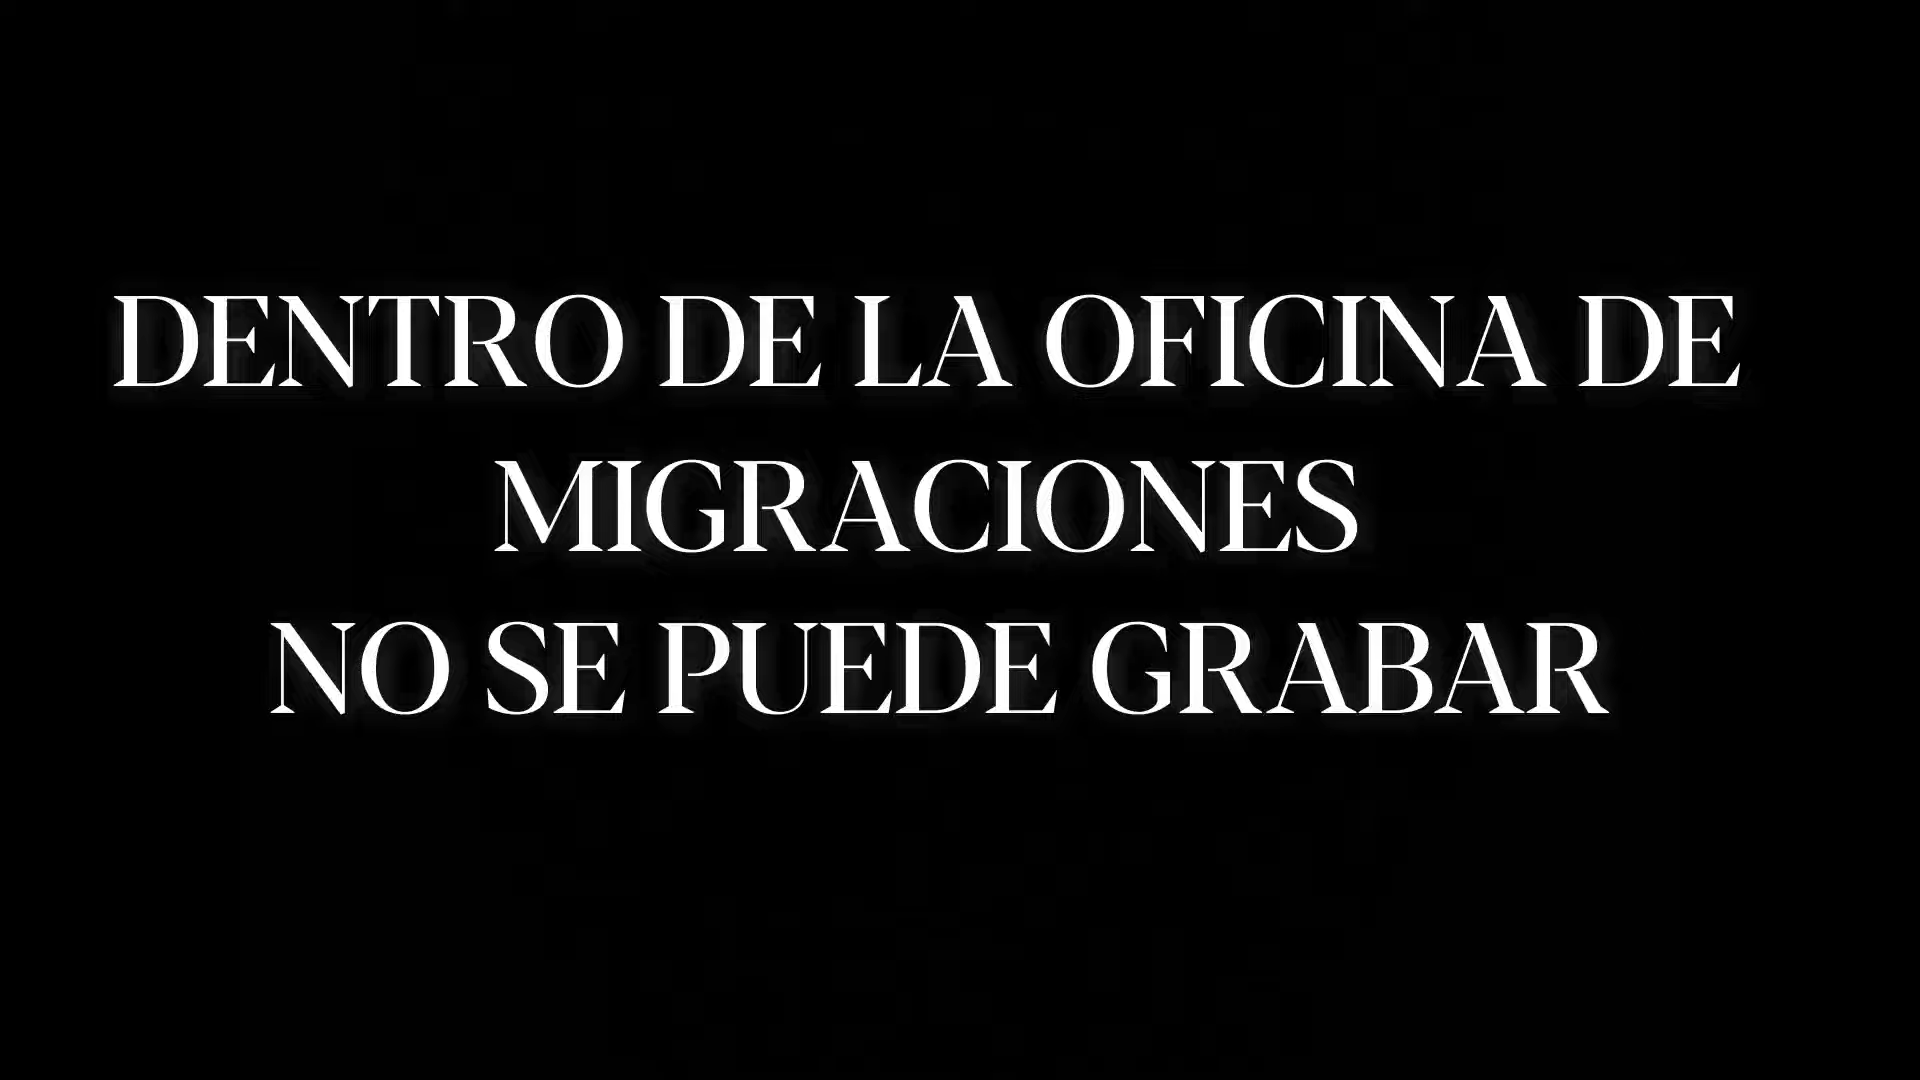 DENTRO DE LA OFICINA DE
MIGRACIONES
NO SE PUEDE GRABAR